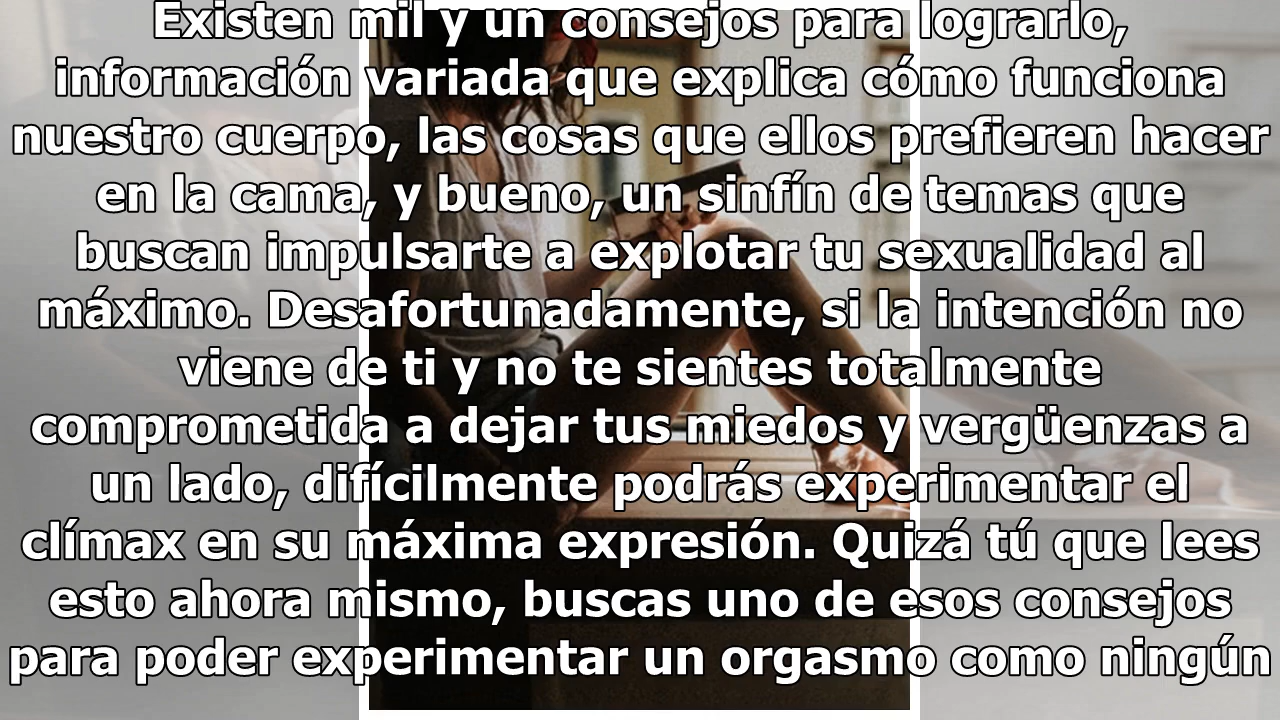 Existen mil y un consejos para lograrlo,
información variada que explica cómo funciona
nuestro cuerpo, las cosas que ellos prefieren hacer
en la cama, y bueno, un sinfín de temas que
buscan impulsarte a explotar tu sexualidad al
máximo. Desafortunadamente, si la intención no
viene de ti y no te sientes totalmente
comprometida a dejar tus miedos y vergüenzas a
un lado, difícilmente podrás experimentar el
clímax en su máxima expresión. Quizá tú que lees
esto ahora mismo, buscas uno de esos consejos
para poder experimentar un orgasmo como ningún